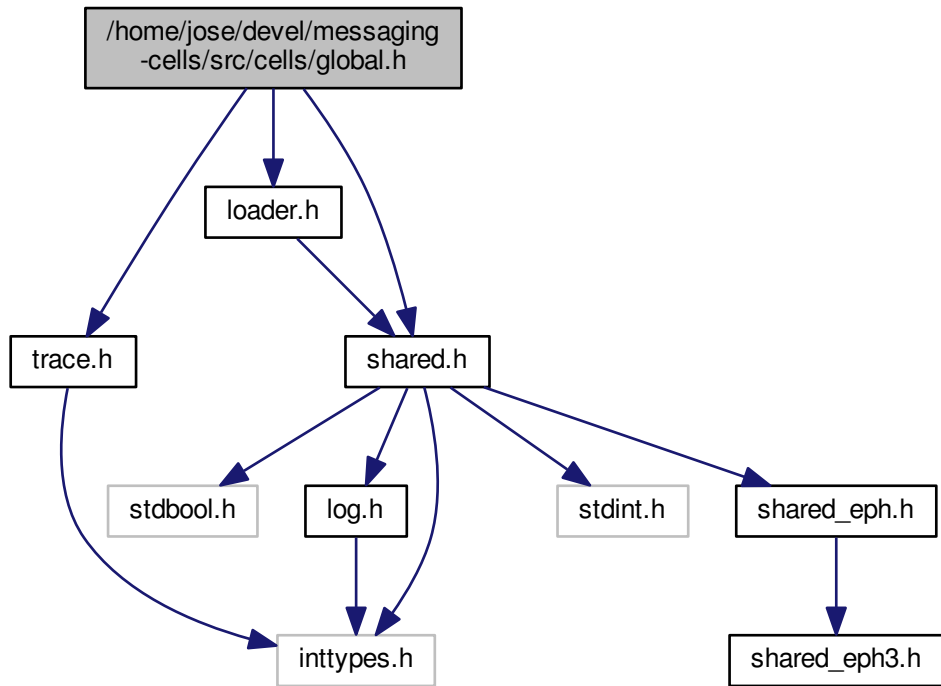 /home/jose/devel/messaging
-cells/src/cells/global.h
loader.h
trace.h
shared.h
stdbool.h
log.h
stdint.h
shared_eph.h
inttypes.h
shared_eph3.h